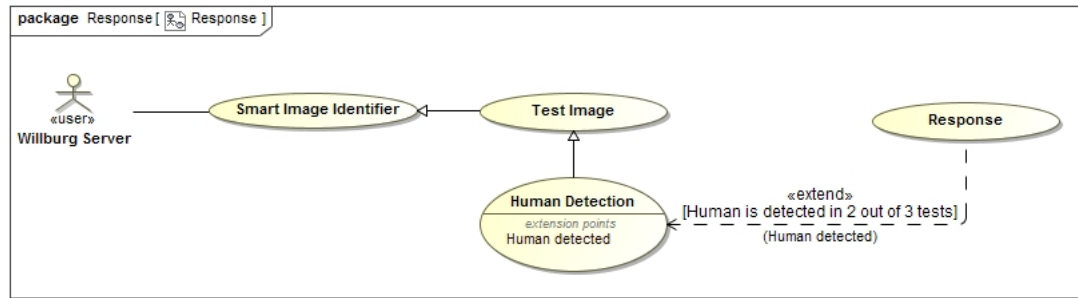 package Response [ Response ]
«user»
Willburg Server
Smart Image Identifier
Test Image
Response
Human Detection
extension points
Human detected
«extend»
[Human is detected in 2 out of 3 tests]
(Human detected)